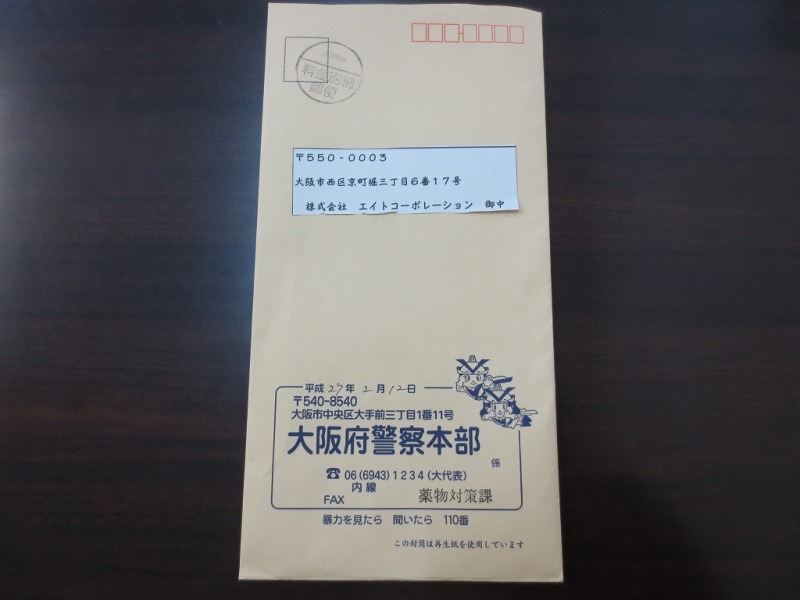 料金別納
郵便
〒550-0003
大阪市西区京町堀三丁目6番17号
株式会社 エイトコーポレーション 御中
平成27年2月12日
〒540-8540
大阪市中央区大手前三丁目1番11号
大阪府警察本部
係
☎ 06(6943)1234(大代表)
内線
FAX 薬物対策課
暴力を見たら 聞いたら 110番
この封筒は再生紙を使用しています